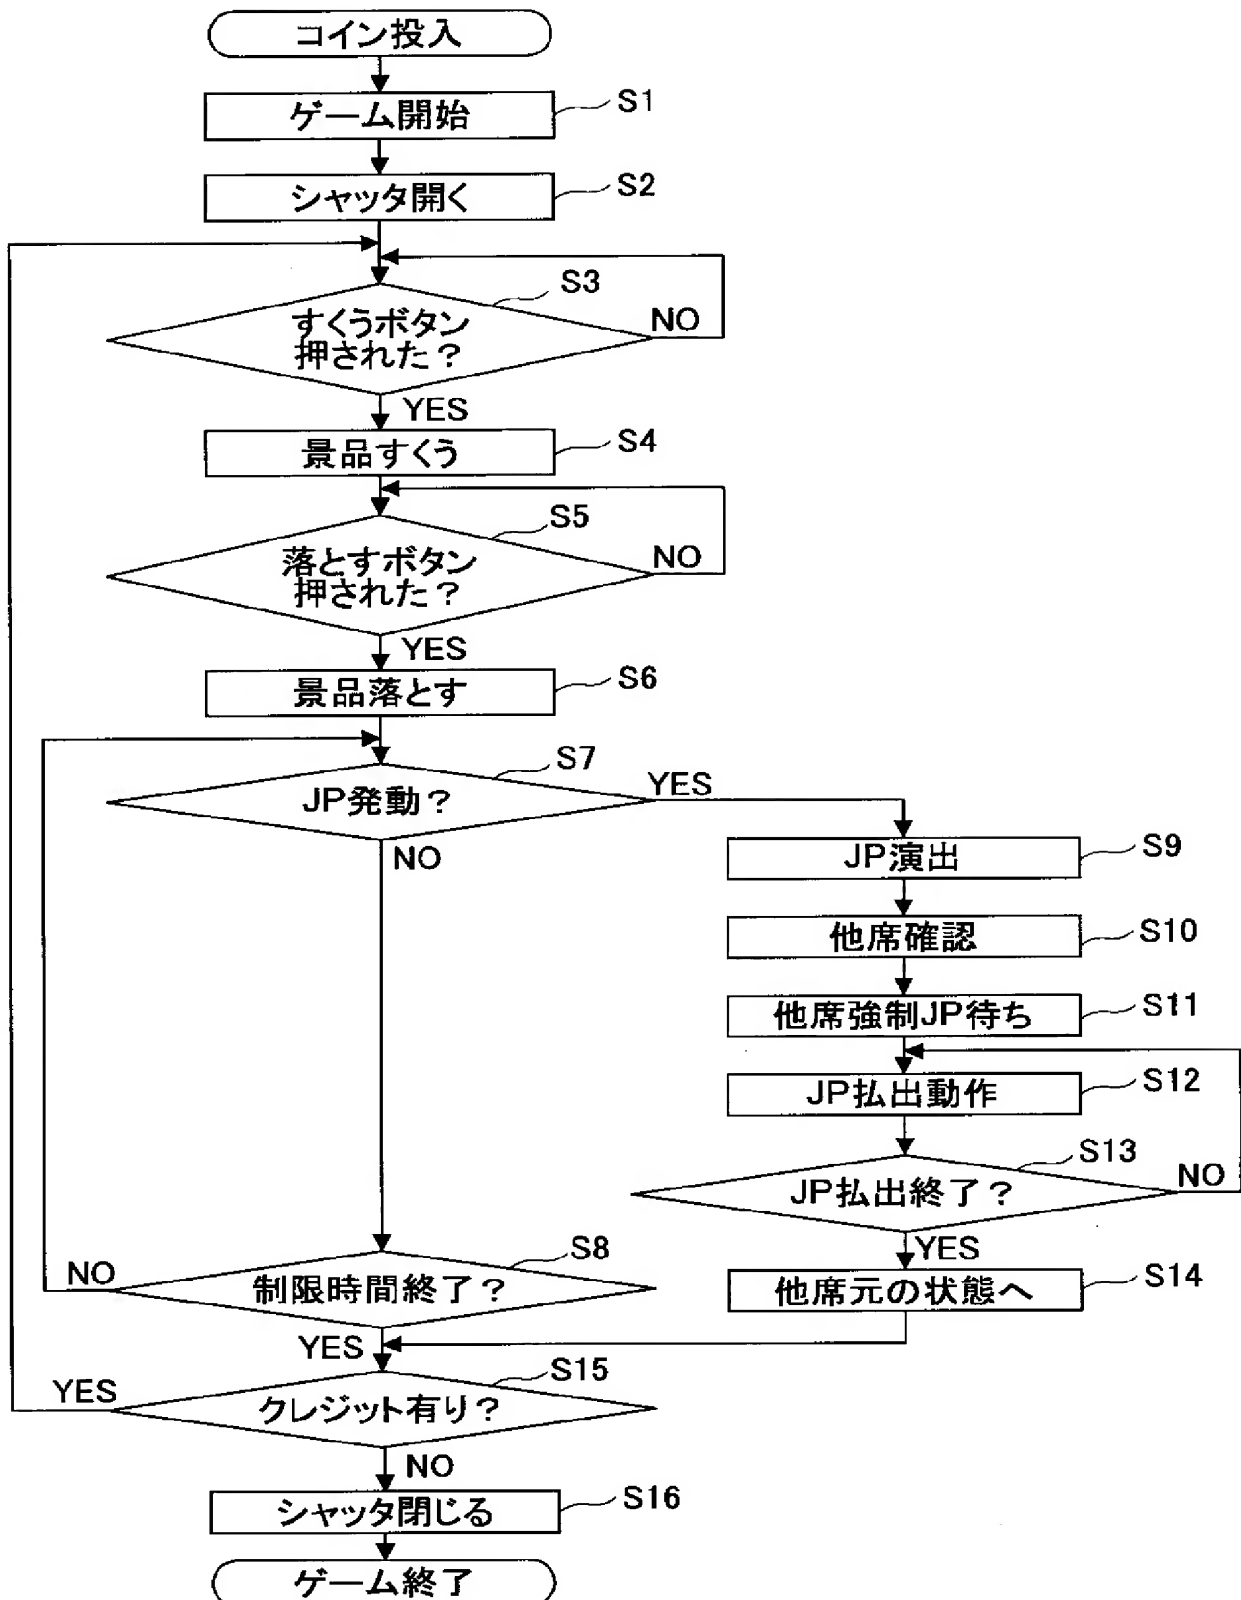 コイン投入
ゲーム開始
S1
シャッタ開く
S2
S3
すくうボタン
押された？
NO
YES
景品すくう
S4
S5
落とすボタン
押された？
NO
YES
景品落とす
S6
S7
JP発動？
YES
NO
JP演出
S9
他席確認
S10
他席強制JP待ち
S11
JP払出動作
S12
S13
JP払出終了？
NO
YES
他席元の状態へ
S14
S8
制限時間終了？
NO
YES
S15
クレジット有り？
YES
NO
シャッタ閉じる
S16
ゲーム終了